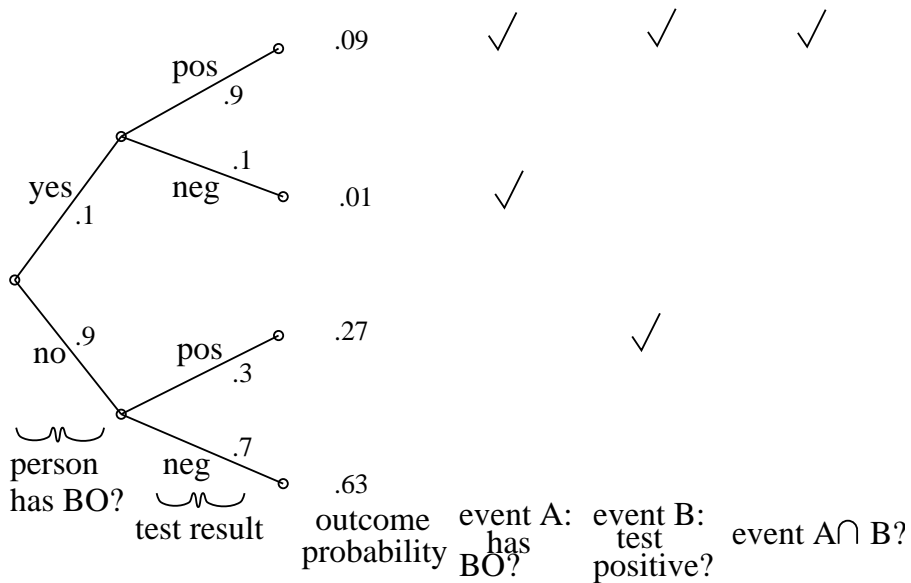 pos
.9
.09
yes
.1
.1
neg
.01
no
.9
pos
.3
.27
.7
neg
.63
person
has BO?
test result
outcome
probability
event A:
has
BO?
event B:
test
positive?
event A∩ B?